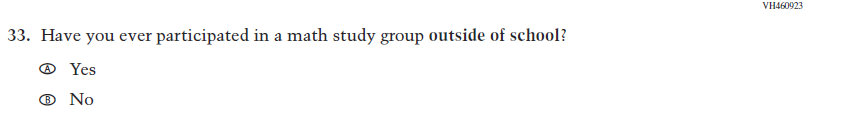 VH460923
33. Have you ever participated in a math study group outside of school?
Ⓐ Yes
Ⓑ No